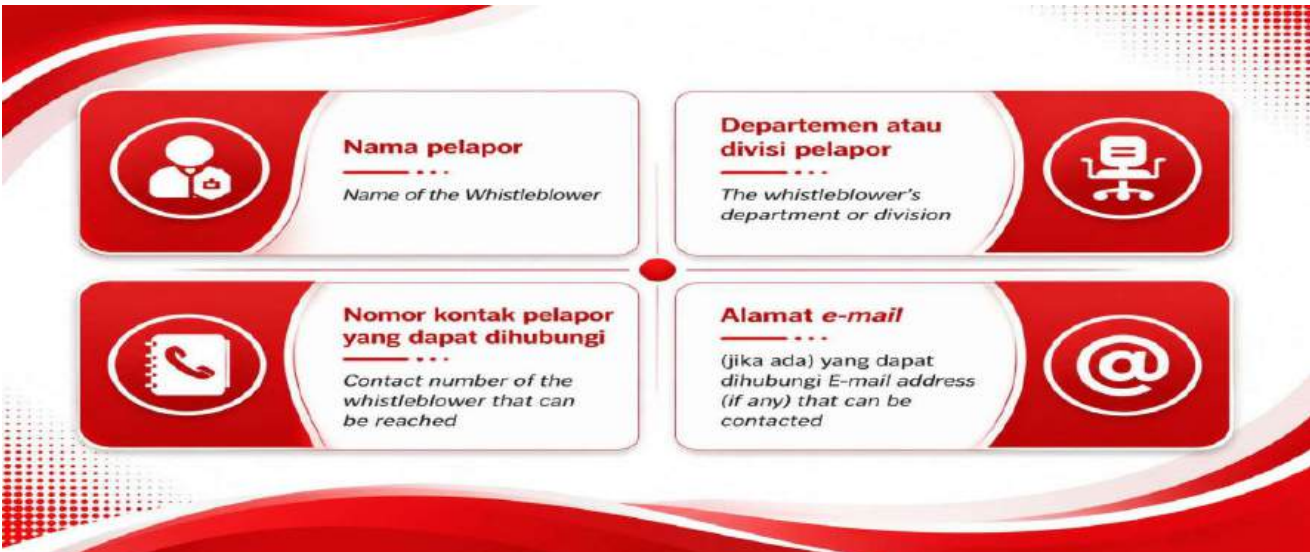 Nama pelapor
Name of the Whistleblower
Departemen atau
divisi pelapor
The whistleblower's
department or division
Nomor kontak pelapor
yang dapat dihubungi
Contact number of the
whistleblower that can
be reached
Alamat e-mail
(jika ada) yang dapat
dihubungi E-mail address
(if any) that can be
contacted